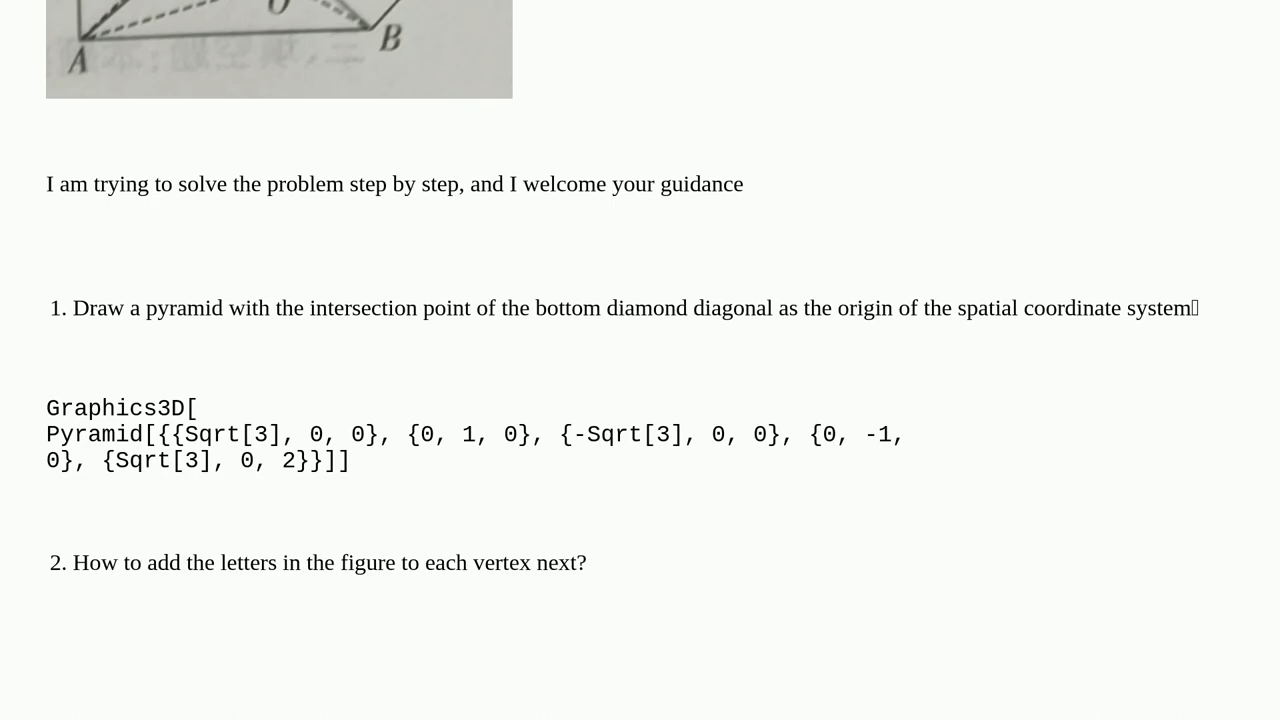 A
B
I am trying to solve the problem step by step, and I welcome your guidance
1. Draw a pyramid with the intersection point of the bottom diamond diagonal as the origin of the spatial coordinate system
Graphics3D[
Pyramid[{{Sqrt[3], 0, 0}, {0, 1, 0}, {-Sqrt[3], 0, 0}, {0, -1,
0}, {Sqrt[3], 0, 2}}]]
2. How to add the letters in the figure to each vertex next?